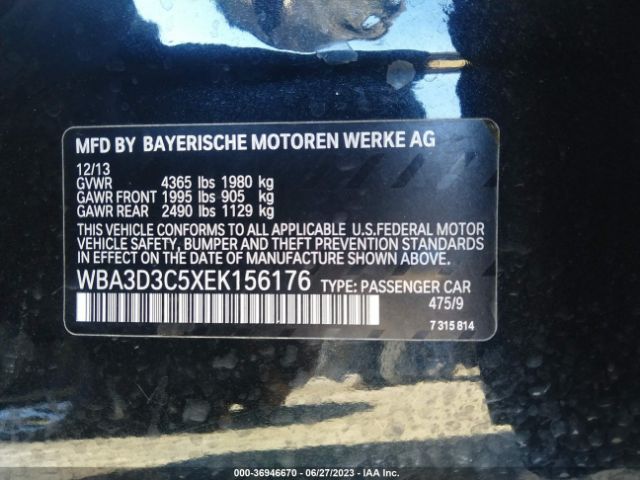 MFD BY BAYERISCHE MOTOREN WERKE AG
12/13
GVWR 4365 lbs 1980 kg
GAWR FRONT 1995 lbs 905 kg
GAWR REAR 2490 lbs 1129 kg
THIS VEHICLE CONFORMS TO ALL APPLICABLE U.S.FEDERAL MOTOR
VEHICLE SAFETY, BUMPER AND THEFT PREVENTION STANDARDS
IN EFFECT ON THE DATE OF MANUFACTURE SHOWN ABOVE.
WBA3D3C5XEK156176 TYPE: PASSENGER CAR
475/9
7 315 814
000-36946670 - 06/27/2023 - IAA Inc.